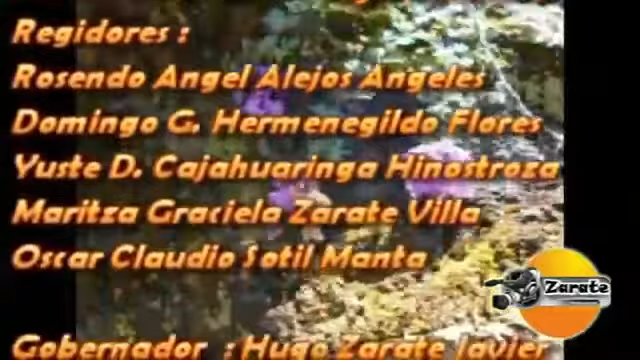 Regidores :
Rosendo Angel Alejos Angeles
Domingo G. Hermenegildo Flores
Yuste D. Cajahuaringa Hinostroza
Maritza Graciela Zarate Villa
Oscar Claudio Sotil Manta
Zarate
Gobernador : Hugo Zarate Javier